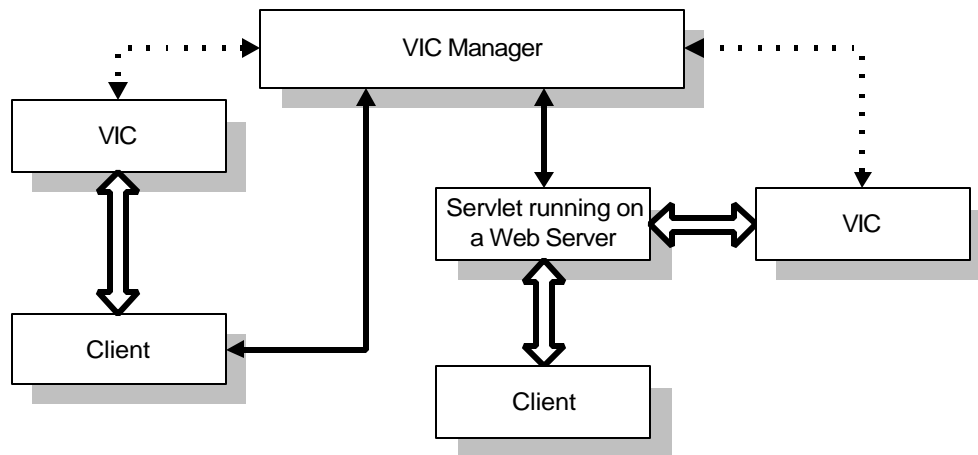 VIC Manager
VIC
Servlet running on
a Web Server
VIC
Client
Client